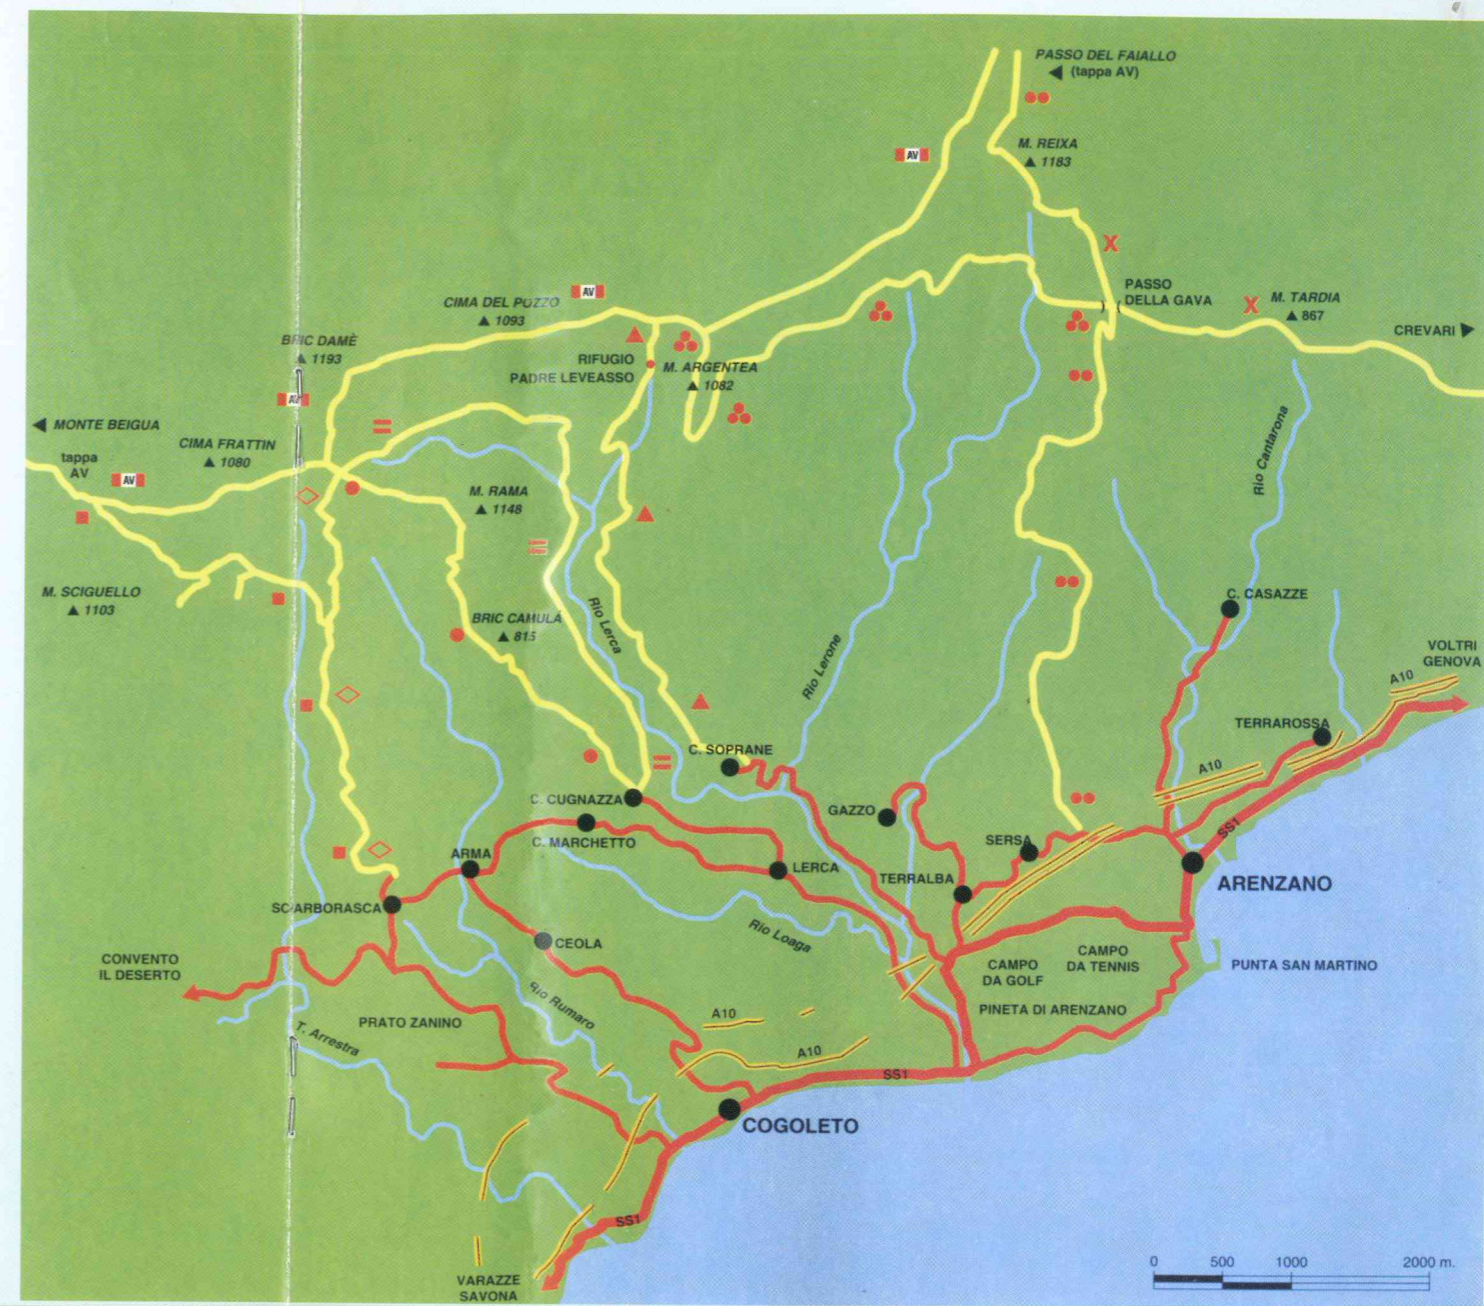 PASSO DEL FAIALLO
(tappa AV)
M. REIXA
1183
AV
X
PASSO
DELLA GAVA
X
M. TARDIA
867
CREVARI
AV
CIMA DEL POZZO
1093
BRIC DAMÈ
1193
RIFUGIO
PADRE LEVEASSO
M. ARGENTEA
1082
AV
MONTE BEIGUA
CIMA FRATTIN
1080
tappa
AV
AV
Rio Cantarona
M. RAMA
1148
M. SCIGUELLO
1103
BRIC CAMULÁ
815
Rio Lerca
Rio Lerone
C. CASAZZE
VOLTRI
GENOVA
A10
TERRAROSSA
C. SOPRANE
A10
C. CUGNAZZA
GAZZO
C. MARCHETTO
SERSA
SS1
ARMA
LERCA
TERRALBA
ARENZANO
SCIARBORASCA
Rio Loaga
CEOLA
CONVENTO
IL DESERTO
CAMPO
DA GOLF
CAMPO
DA TENNIS
PUNTA SAN MARTINO
Rio Rumaro
PINETA DI ARENZANO
A10
PRATO ZANINO
T. Arrestra
A10
SS1
COGOLETO
SS1
VARAZZE
SAVONA
0 500 1000 2000 m.